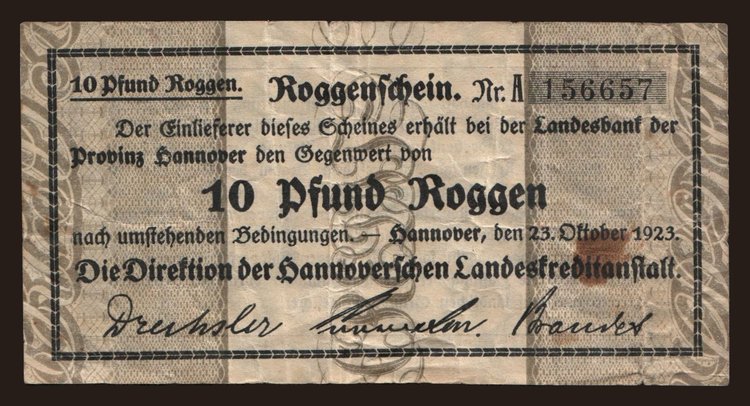 10 Pfund Roggen. Roggenschein. Nr. A 156657
Der Einlieferer dieses Scheines erhält bei der Landesbank der
Provinz Hannover den Gegenwert von
10 Pfund Roggen
nach umstehenden Bedingungen. — Hannover, den 23. Oktober 1923.
Die Direktion der Hannoverschen Landeskreditanstalt.
Drechsler Brandes